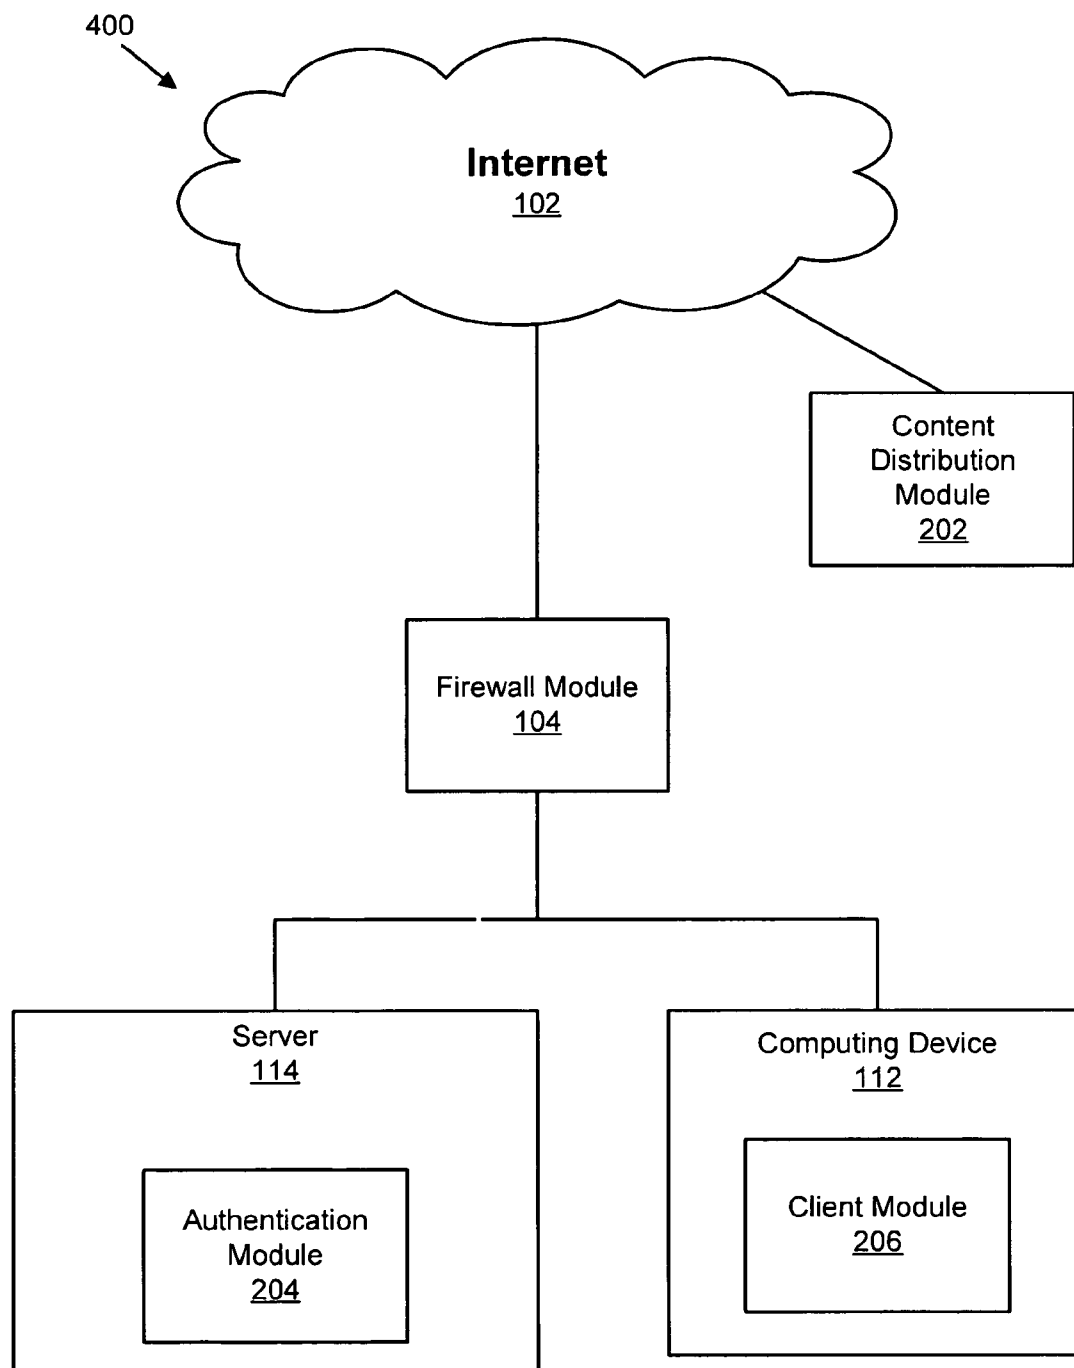 400
Internet
102
Content
Distribution
Module
202
Firewall Module
104
Server
114
Computing Device
112
Authentication
Module
204
Client Module
206